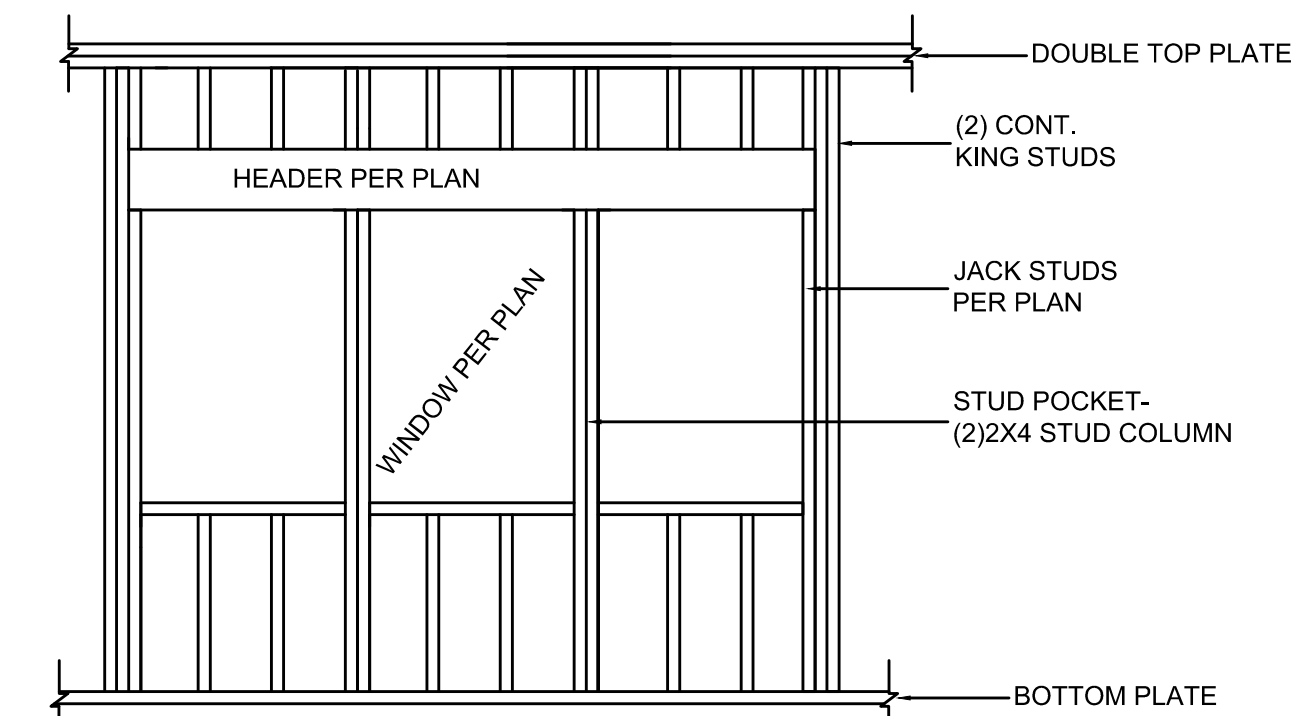 DOUBLE TOP PLATE
(2) CONT.
KING STUDS
HEADER PER PLAN
JACK STUDS
PER PLAN
WINDOW PER PLAN
STUD POCKET-
(2)2X4 STUD COLUMN
BOTTOM PLATE